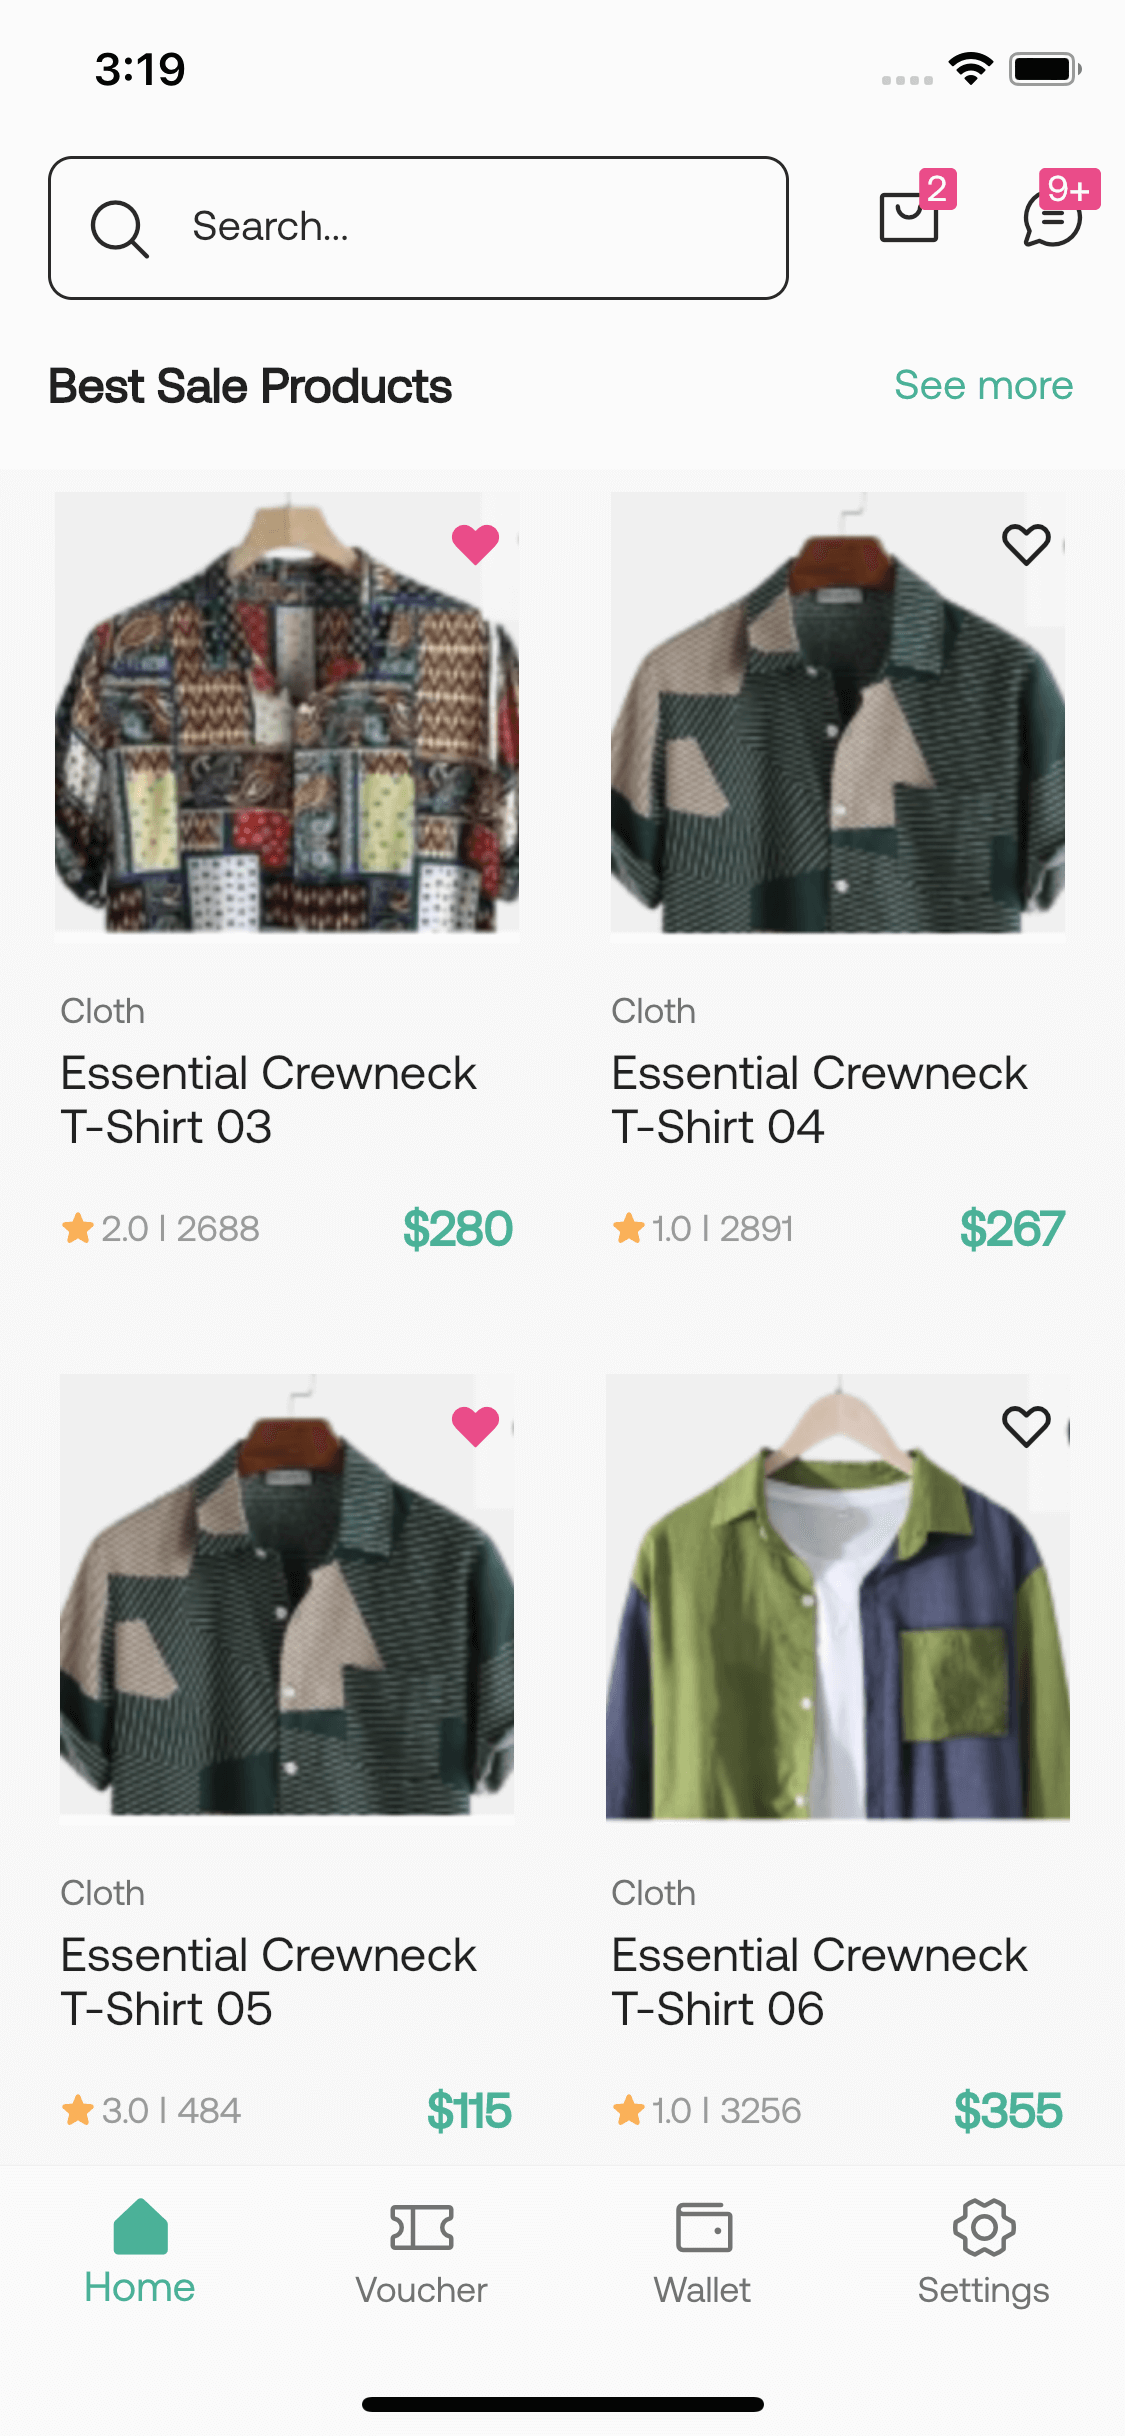 3:19
Search...
2
9+
Best Sale Products
See more
Cloth
Essential Crewneck
T-Shirt 03
2.0 | 2688
$280
Cloth
Essential Crewneck
T-Shirt 04
1.0 | 2891
$267
Cloth
Essential Crewneck
T-Shirt 05
3.0 | 484
$115
Cloth
Essential Crewneck
T-Shirt 06
1.0 | 3256
$355
Home
Voucher
Wallet
Settings